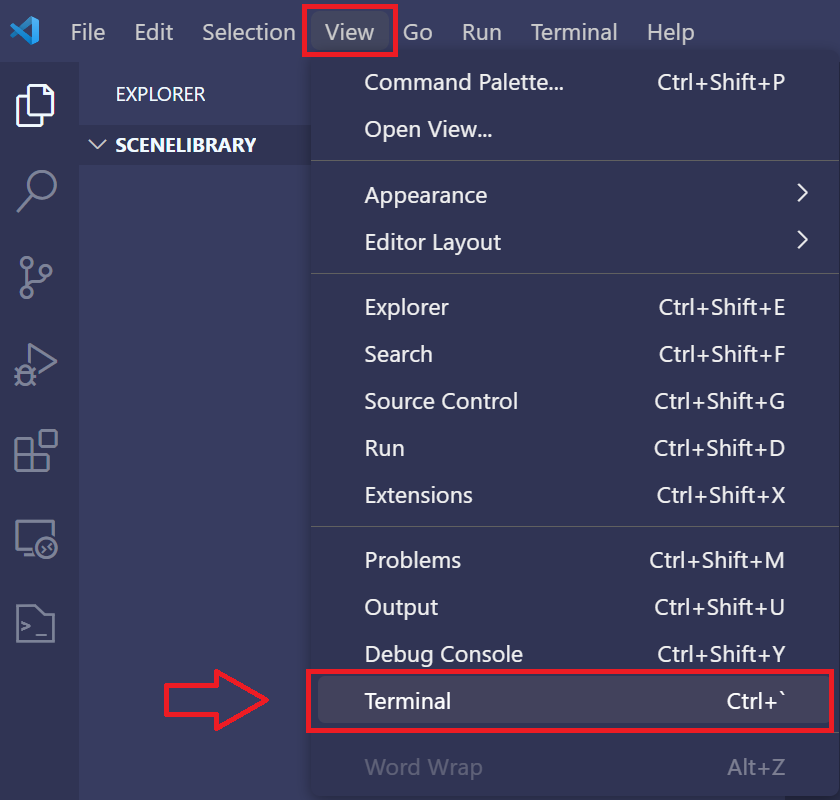 File Edit Selection View Go Run Terminal Help
EXPLORER
SCENELIBRARY
Command Palette... Ctrl+Shift+P
Open View...
Appearance
Editor Layout
Explorer Ctrl+Shift+E
Search Ctrl+Shift+F
Source Control Ctrl+Shift+G
Run Ctrl+Shift+D
Extensions Ctrl+Shift+X
Problems Ctrl+Shift+M
Output Ctrl+Shift+U
Debug Console Ctrl+Shift+Y
Terminal Ctrl+`
Word Wrap Alt+Z